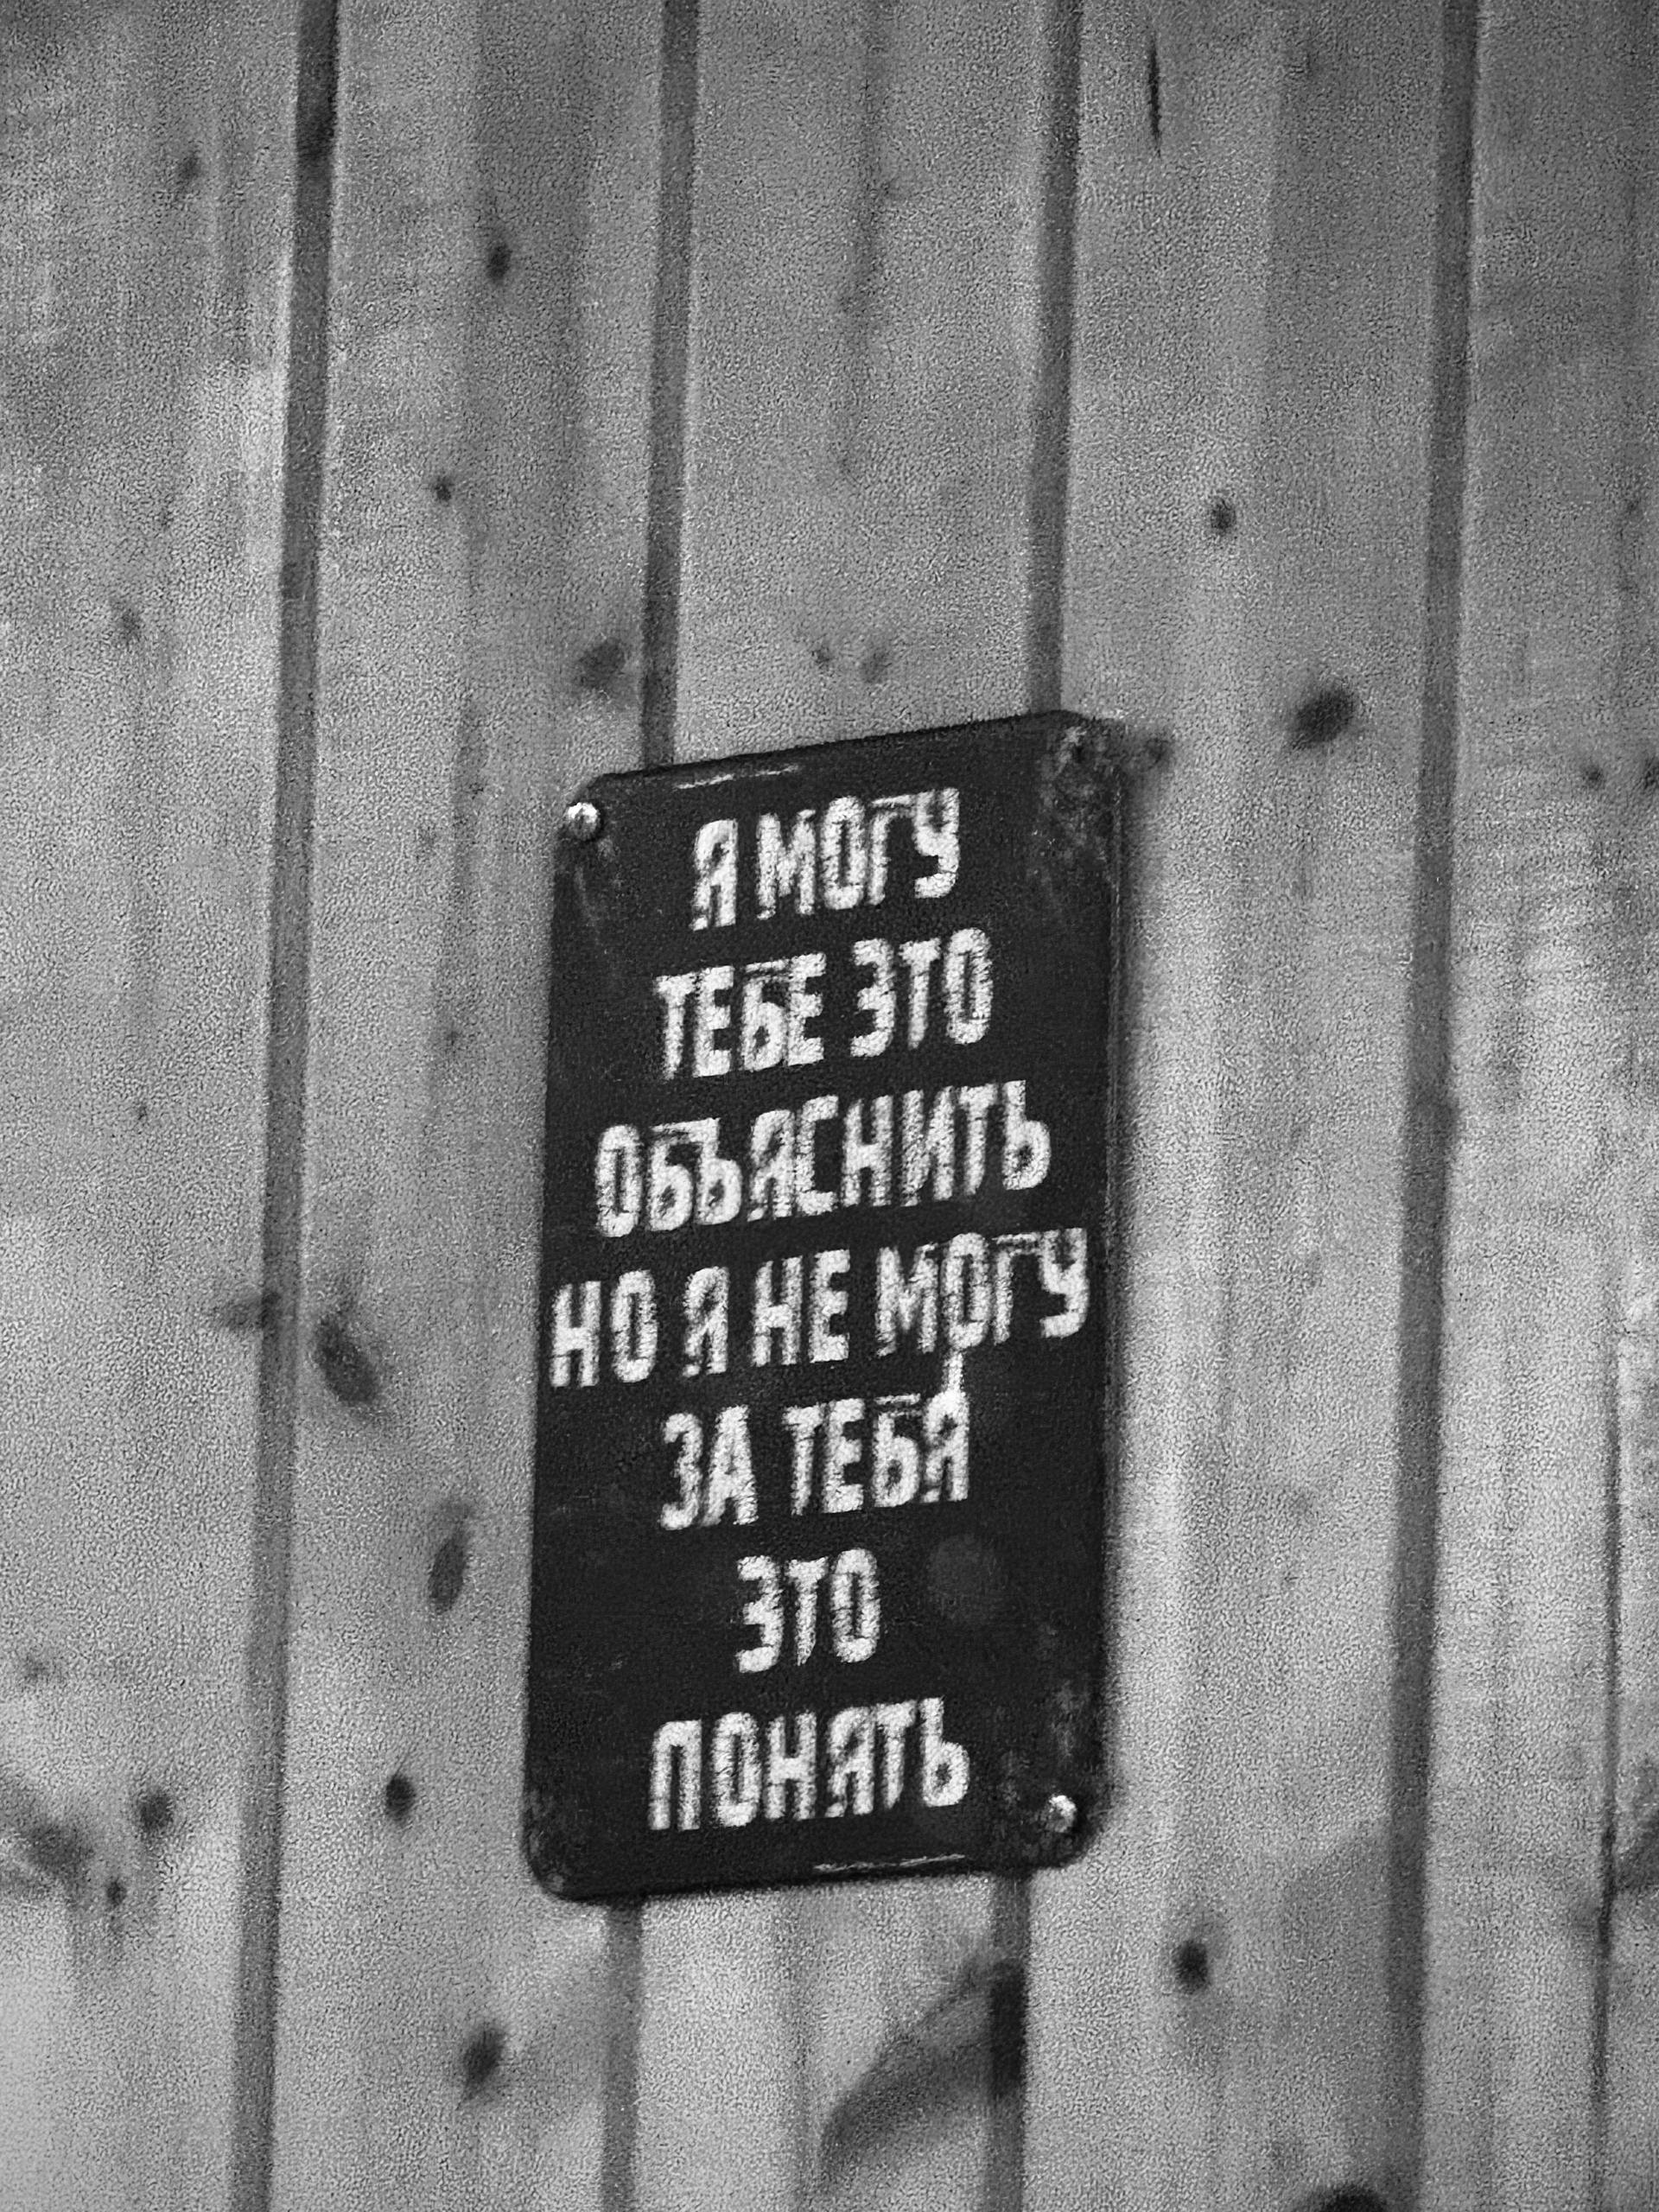 Я МОГУ
ТЕБЕ ЭТО
ОБЪЯСНИТЬ
НО Я НЕ МОГУ
ЗА ТЕБЯ
ЭТО
ПОНЯТЬ